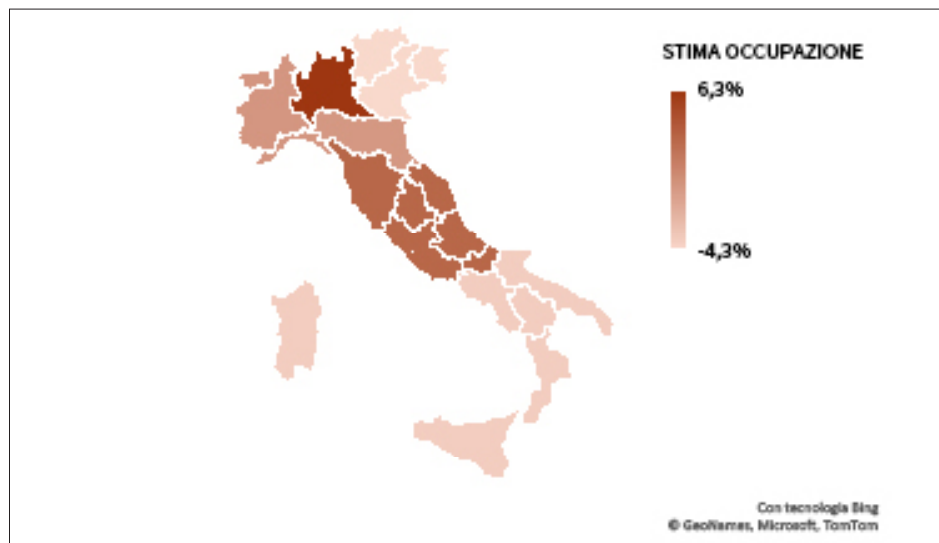 STIMA OCCUPAZIONE
6,3%
-4,3%
Con tecnologia Bing
© GeoNames, Microsoft, TomTom